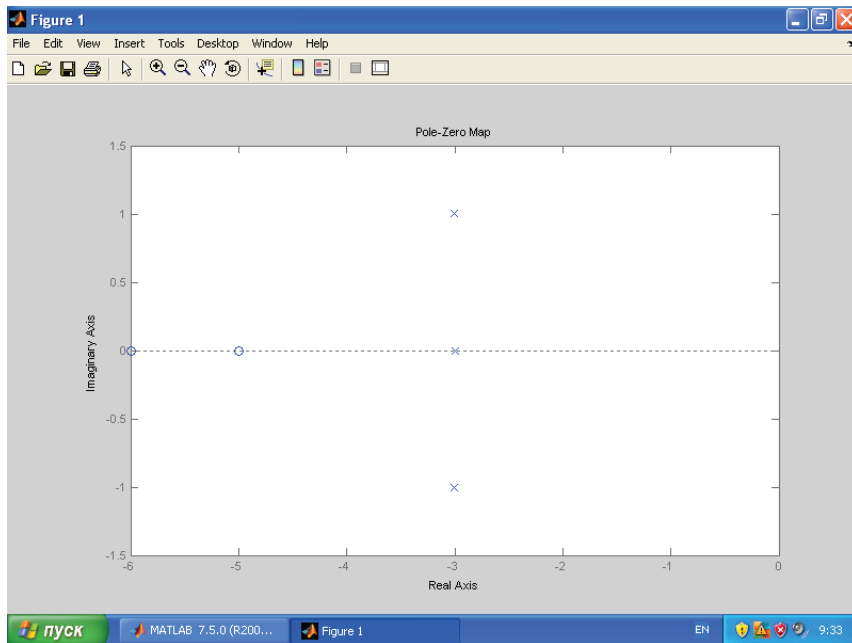 Figure 1
File Edit View Insert Tools Desktop Window Help
Pole-Zero Map
1.5
1
0.5
0
-0.5
-1
-1.5
Imaginary Axis
-6 -5 -4 -3 -2 -1 0
Real Axis
пуск MATLAB 7.5.0 (R200... Figure 1 EN 9:33